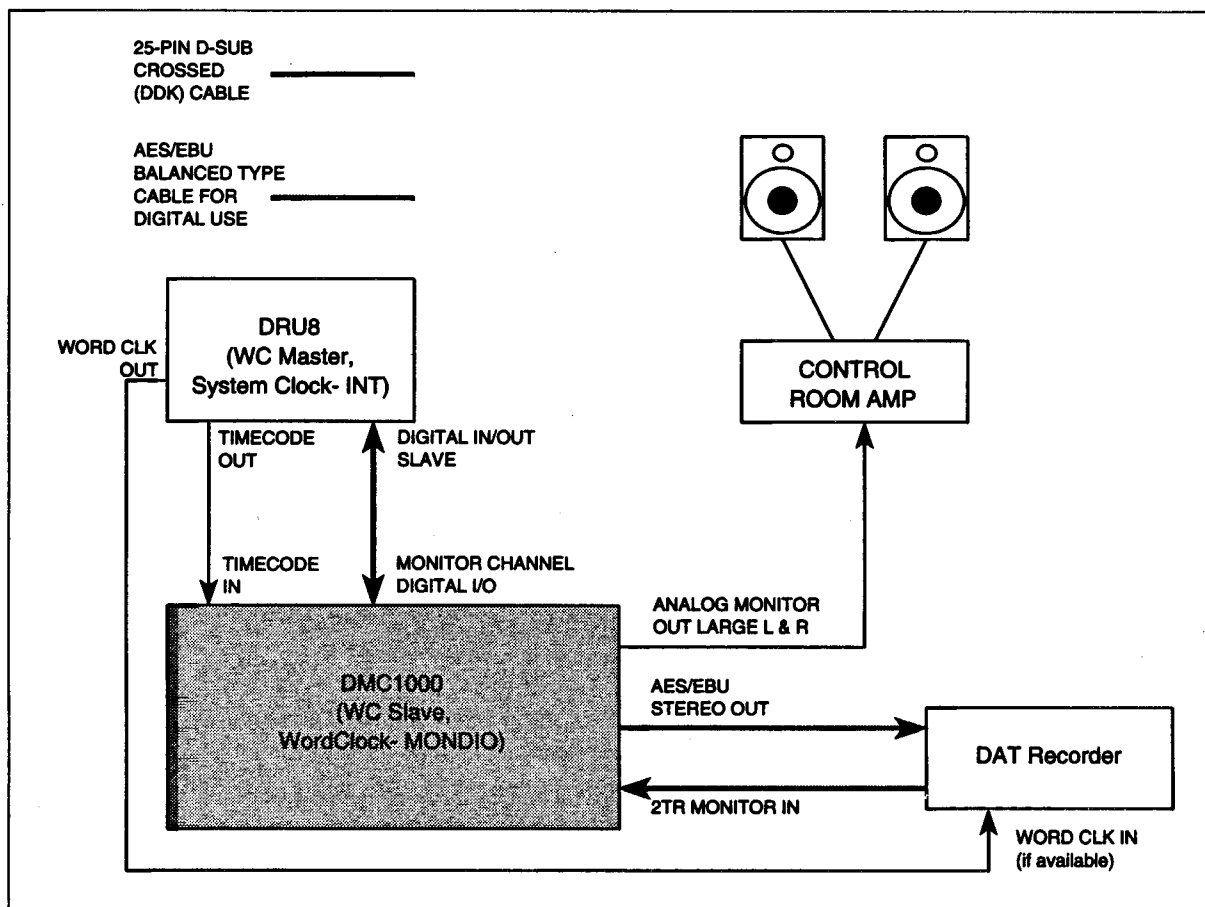 25-PIN D-SUB
CROSSED
(DDK) CABLE
AES/EBU
BALANCED TYPE
CABLE FOR
DIGITAL USE
WORD CLK
OUT
DRU8
(WC Master,
System Clock- INT)
TIMECODE
OUT
DIGITAL IN/OUT
SLAVE
CONTROL
ROOM AMP
TIMECODE
IN
MONITOR CHANNEL
DIGITAL I/O
ANALOG MONITOR
OUT LARGE L & R
DMC1000
(WC Slave,
WordClock- MONDIO)
AES/EBU
STEREO OUT
DAT Recorder
2TR MONITOR IN
WORD CLK IN
(if available)